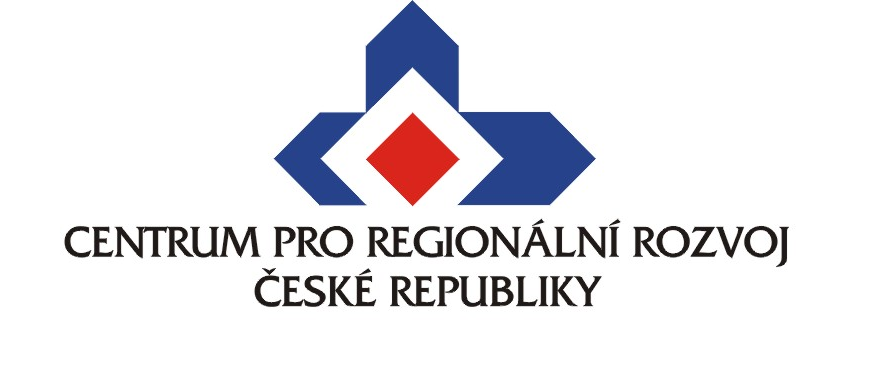 CENTRUM PRO REGIONÁLNÍ ROZVOJ
ČESKÉ REPUBLIKY